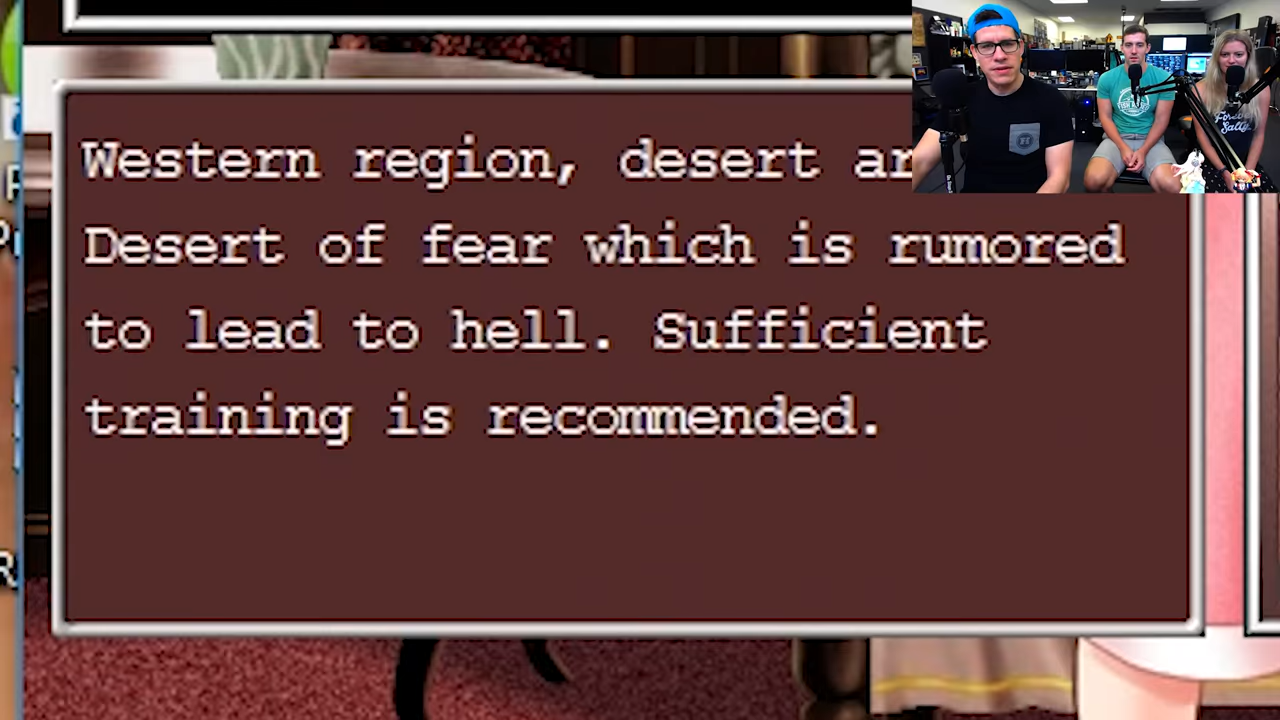 Western region, desert
Desert of fear which is rumored
to lead to hell. Sufficient
training is recommended.